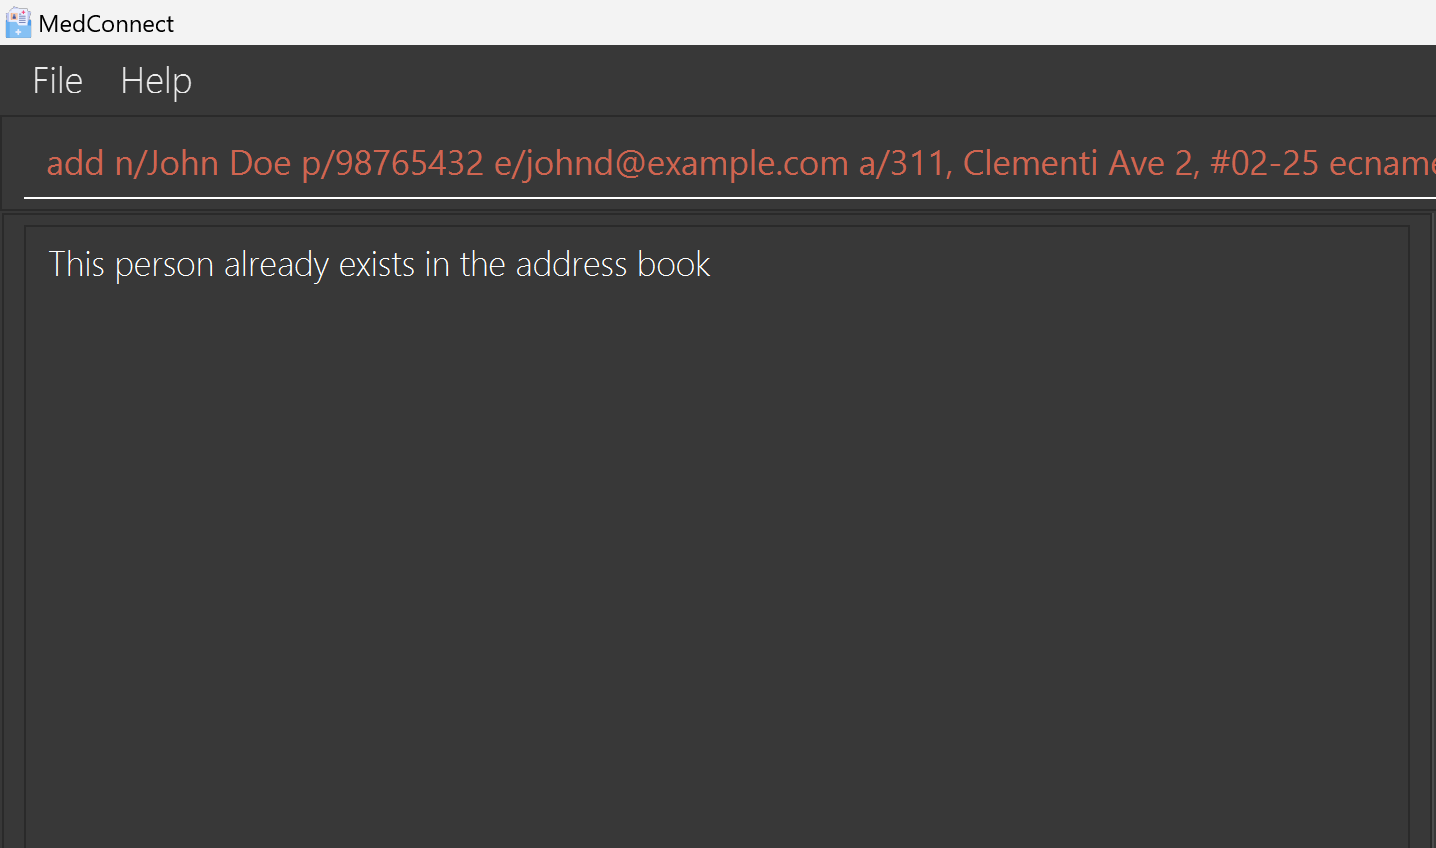 MedConnect
File Help
add n/John Doe p/98765432 e/johnd@example.com a/311, Clementi Ave 2, #02-25 ecname
This person already exists in the address book